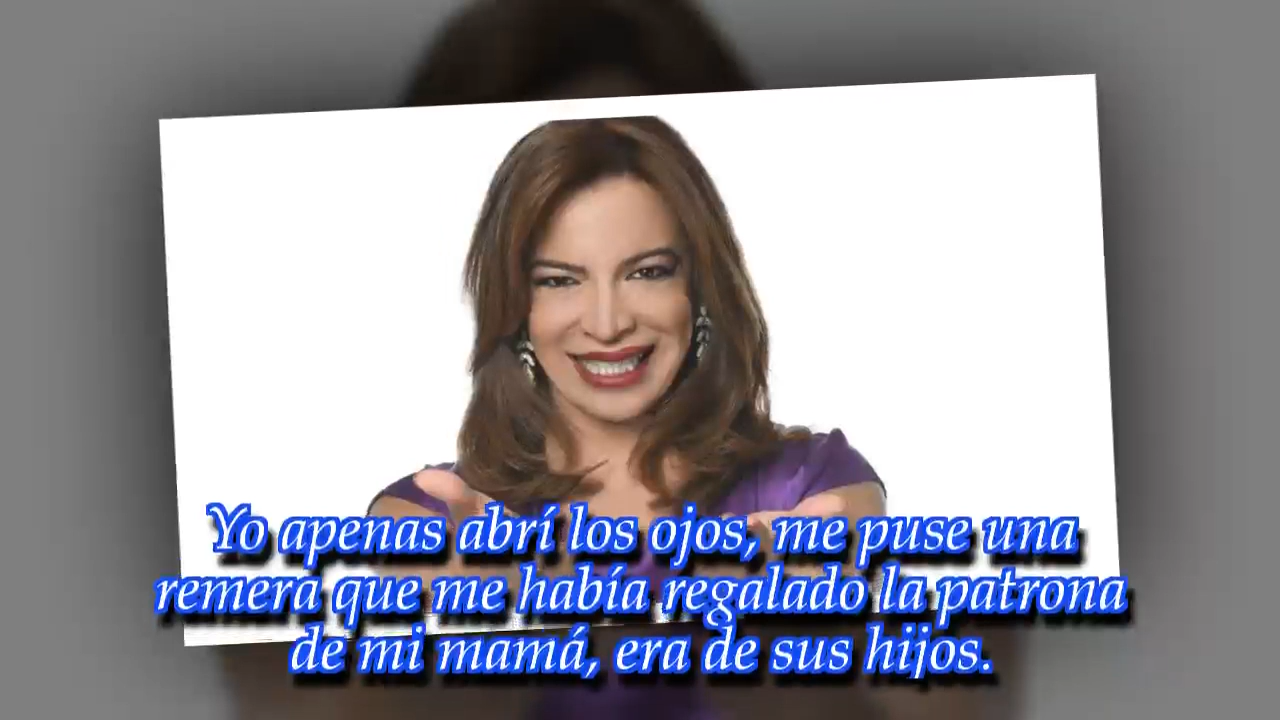 Yo apenas abrí los ojos, me puse una
remera que me había regalado la patrona
de mi mamá, era de sus hijos.